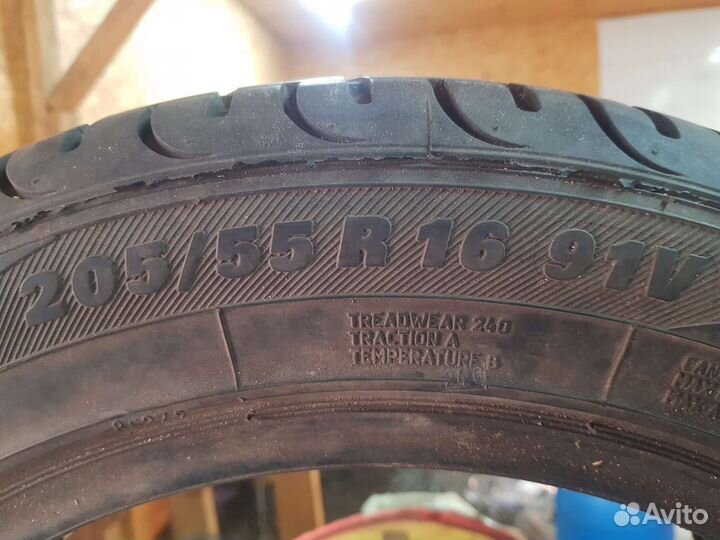 205/55 R 16 91V
TREADWEAR 240
TRACTION A
TEMPERATURE B
Avito